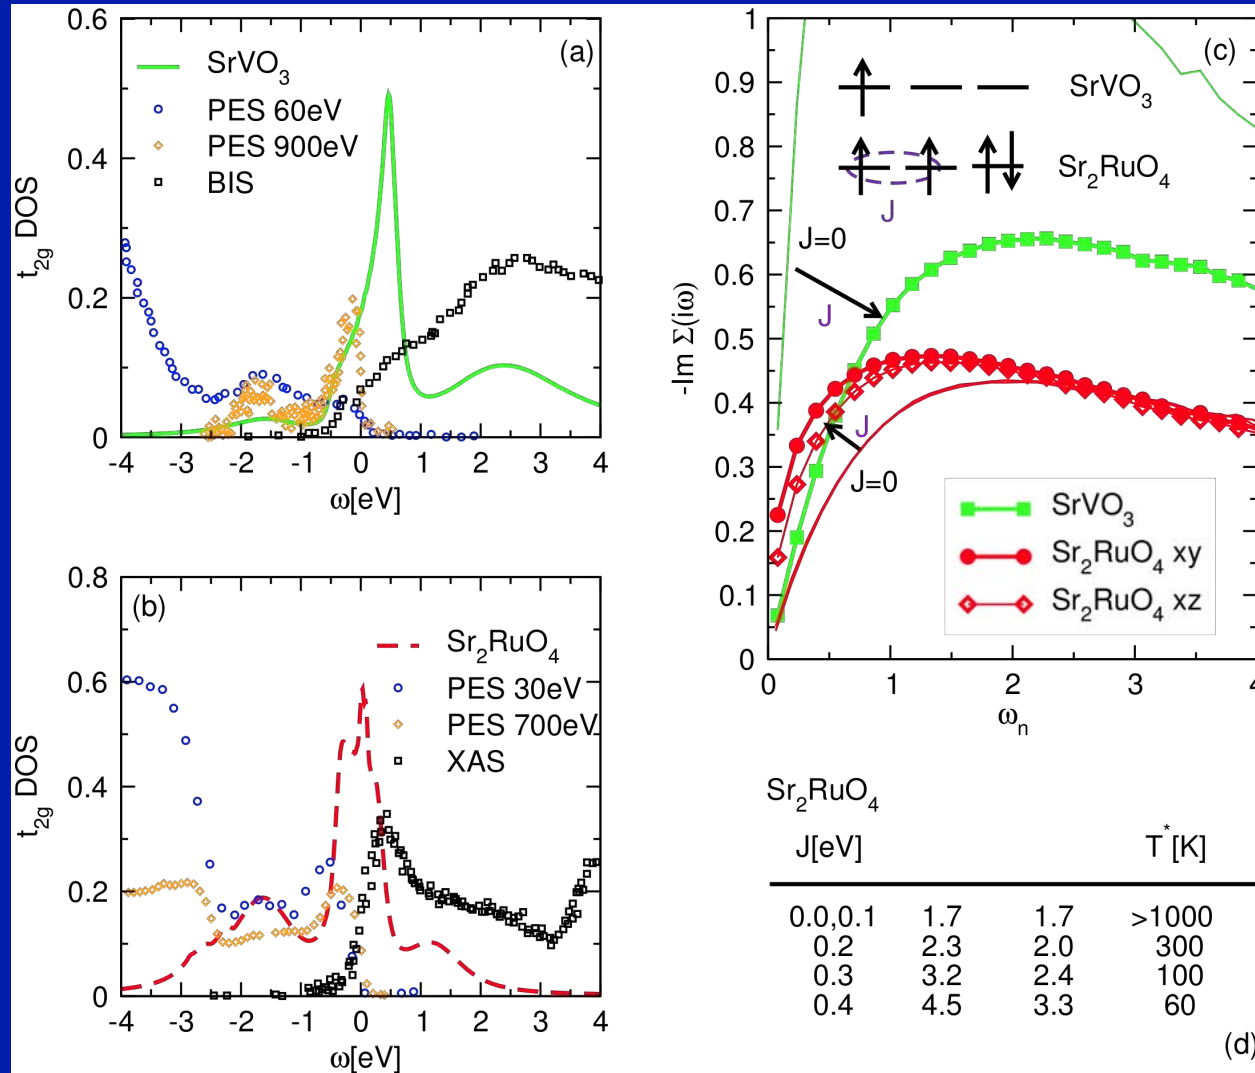 (a)
SrVO₃
PES 60eV
PES 900eV
BIS
t₂g DOS
0.6
0.4
0.2
0
-4 -3 -2 -1 0 1 2 3 4
ω[eV]
(b)
Sr₂RuO₄
PES 30eV
PES 700eV
XAS
t₂g DOS
0.8
0.6
0.4
0.2
0
-4 -3 -2 -1 0 1 2 3 4
ω[eV]
(c)
SrVO₃
Sr₂RuO₄
J
J=0
J
J
J=0
SrVO₃
Sr₂RuO₄ xy
Sr₂RuO₄ xz
-Im Σ(iω)
1
0.9
0.8
0.7
0.6
0.5
0.4
0.3
0.2
0.1
0
0 1 2 3 4
ωₙ
Sr₂RuO₄
J[eV] T*[K]
0.0,0.1 1.7 1.7 >1000
0.2 2.3 2.0 300
0.3 3.2 2.4 100
0.4 4.5 3.3 60
(d)